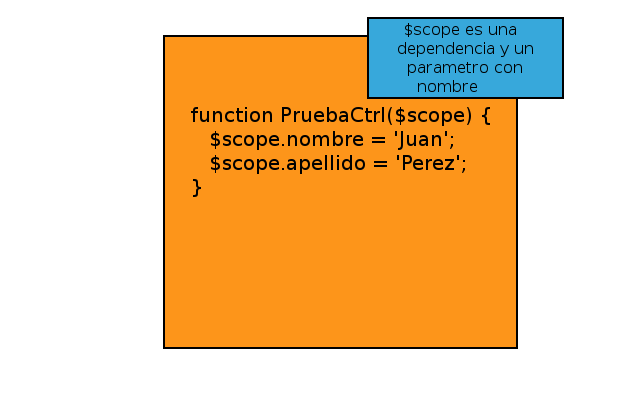 $scope es una
dependencia y un
parametro con
nombre
function PruebaCtrl($scope) {
$scope.nombre = 'Juan';
$scope.apellido = 'Perez';
}